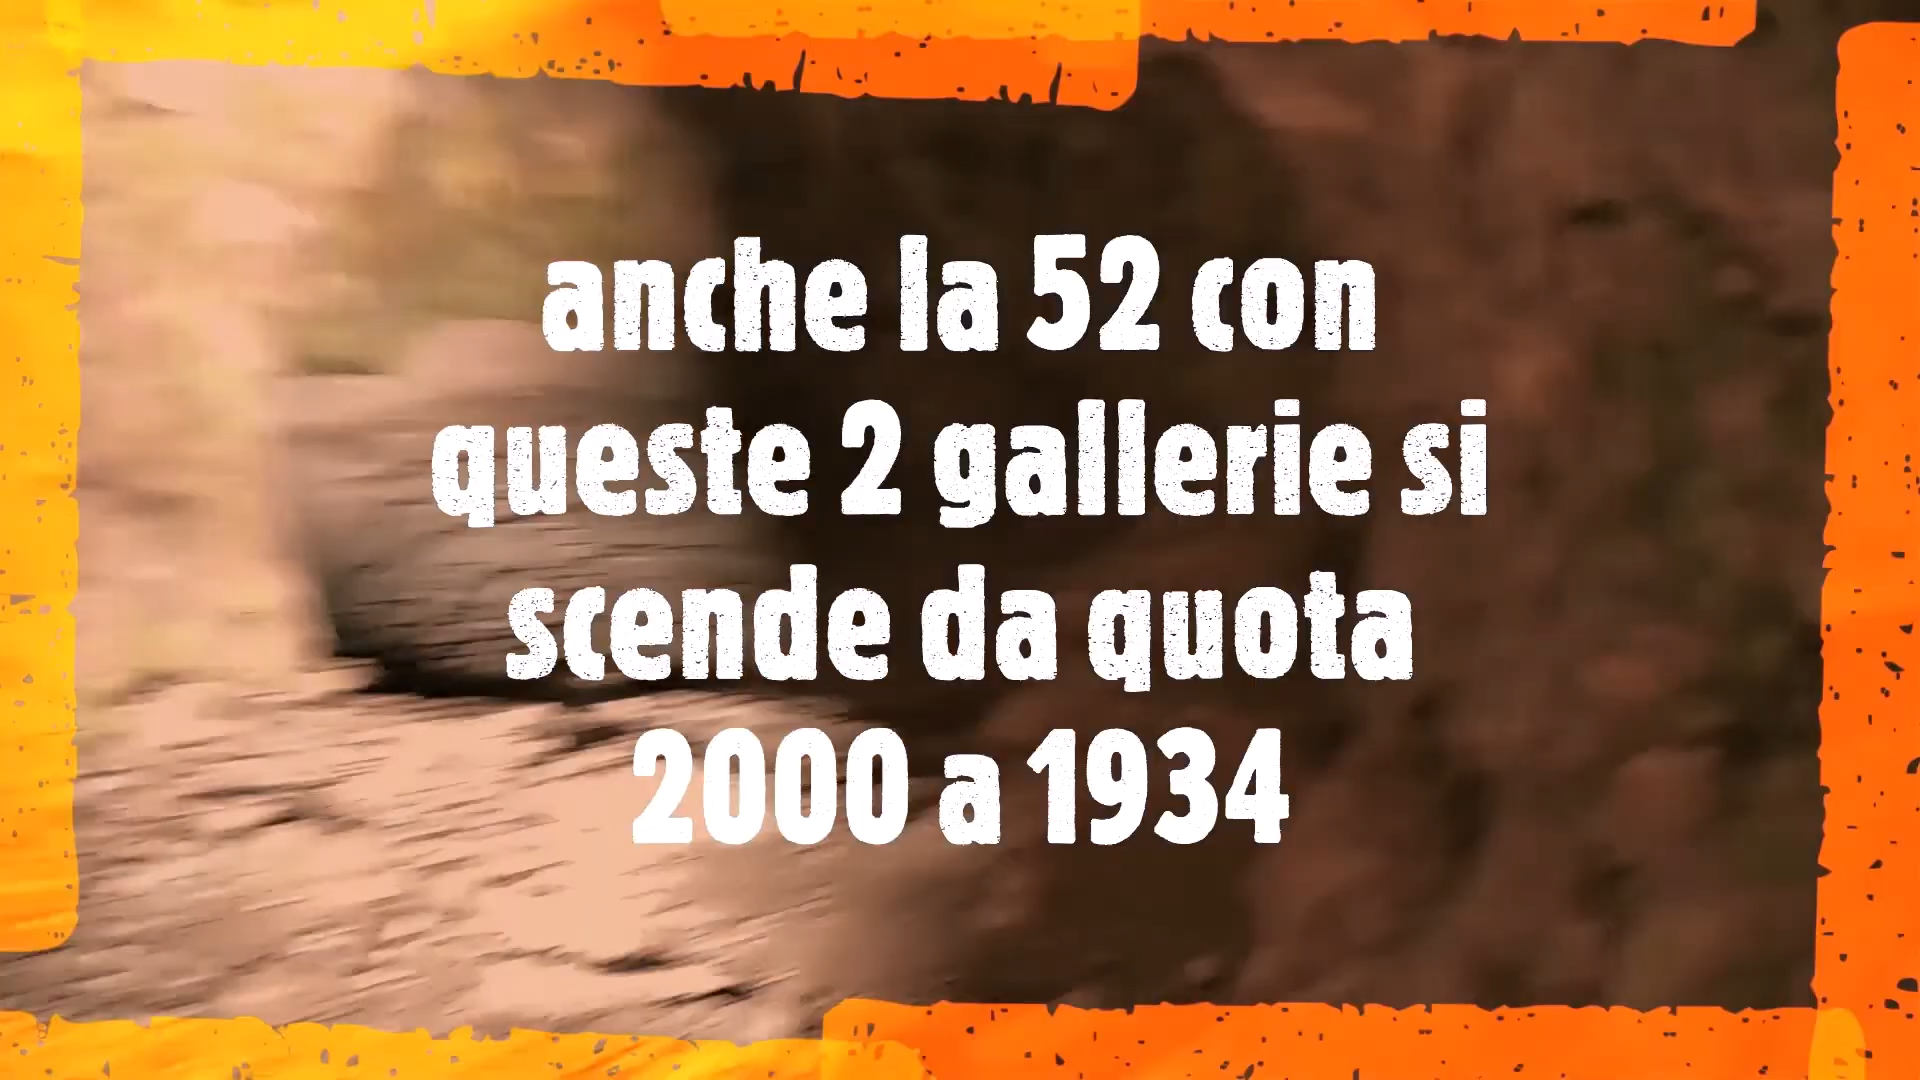 anche la 52 con
queste 2 gallerie si
scende da quota
2000 a 1934